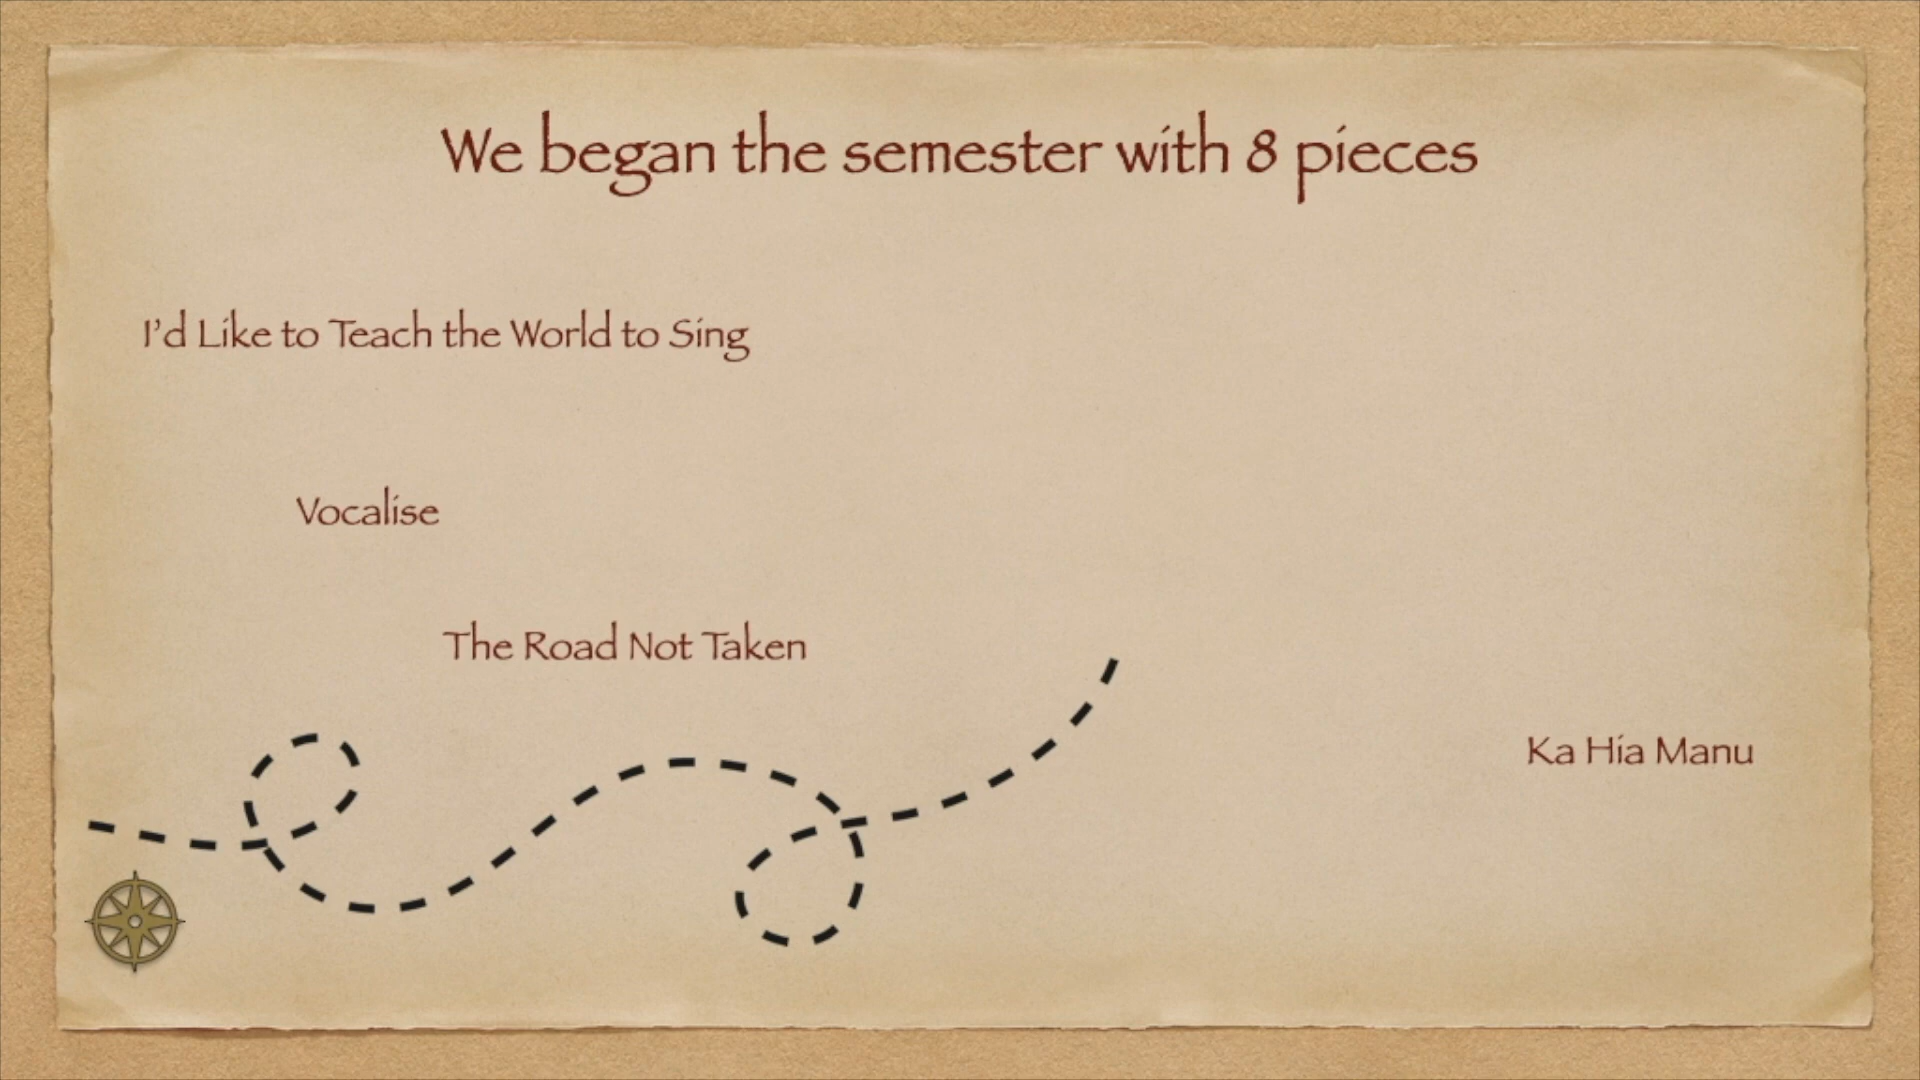 We began the semester with 8 pieces
I'd Like to Teach the World to Sing
Vocalise
The Road Not Taken
Ka Hia Manu